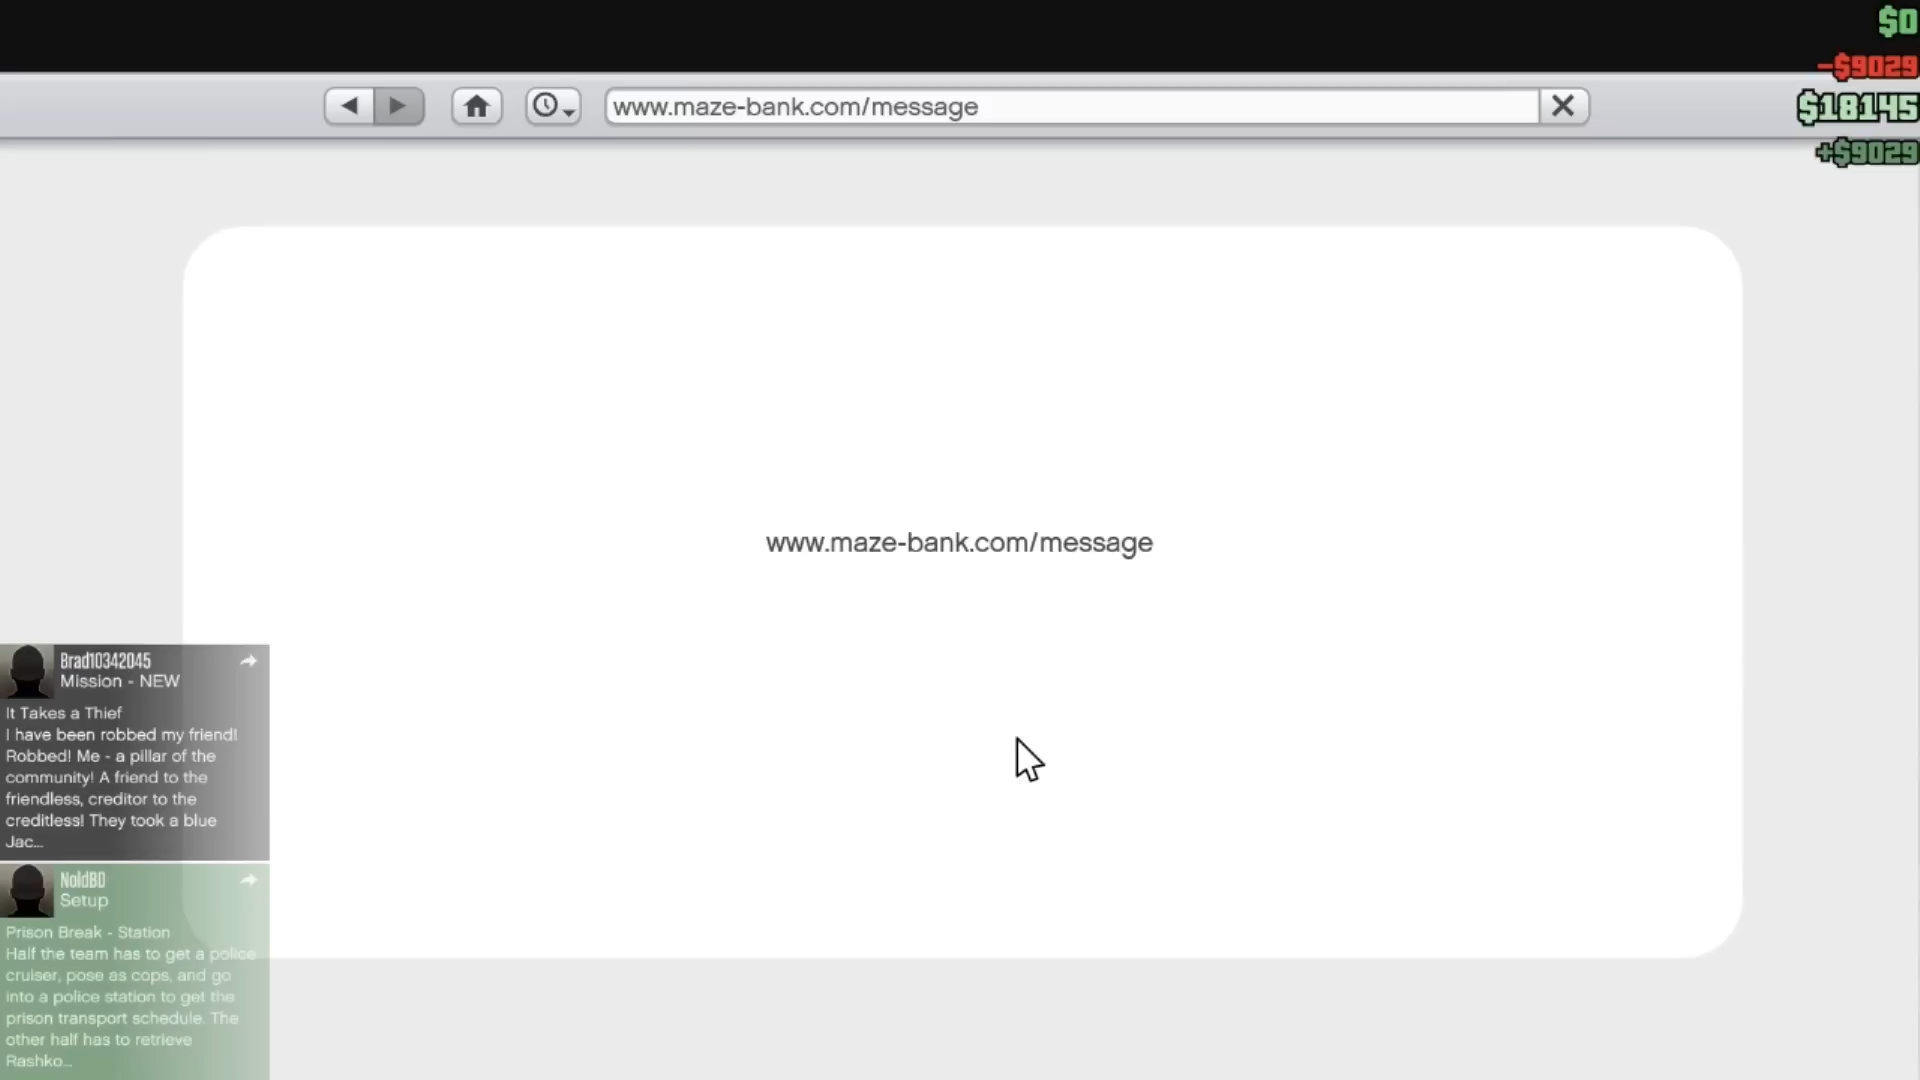 $0
-$9029
www.maze-bank.com/message
$18145
+$9029
www.maze-bank.com/message
Brad10342045
Mission - NEW
It Takes a Thief
I have been robbed my friend!
Robbed! Me - a pillar of the
community! A friend to the
friendless, creditor to the
creditless! They took a blue
Jac...
NoldBD
Setup
Prison Break - Station
Half the team has to get a police
cruiser, pose as cops, and go
into a police station to get the
prison transport schedule. The
other half has to retrieve
Rashko...